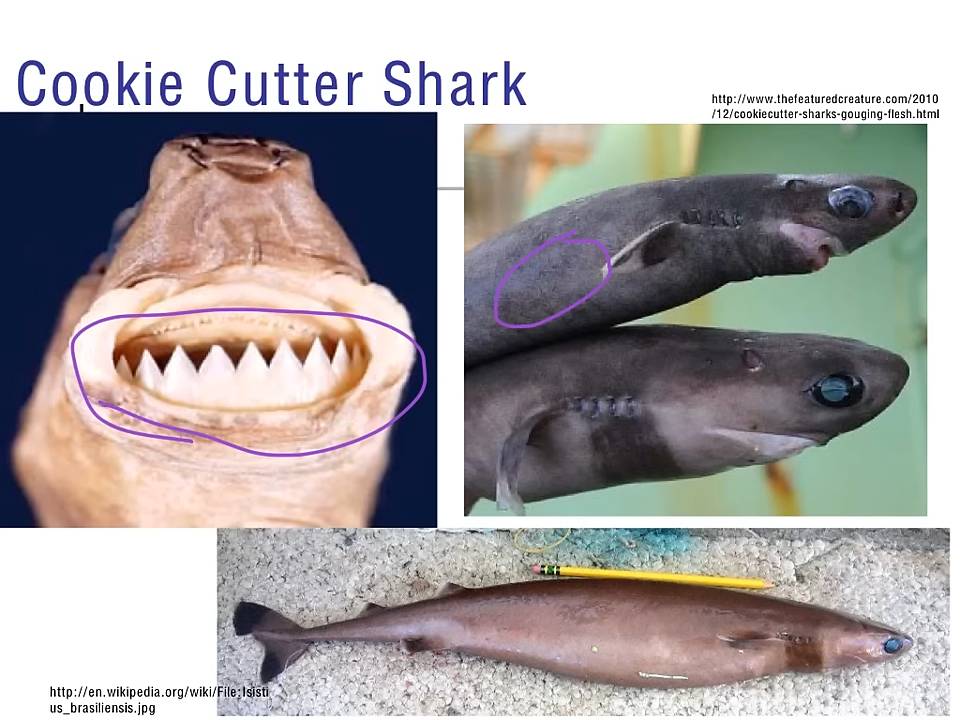 Cookie Cutter Shark
http://www.thefeaturedcreature.com/2010
/12/cookiecutter-sharks-gouging-flesh.html
http://en.wikipedia.org/wiki/File:Isisti
us_brasiliensis.jpg